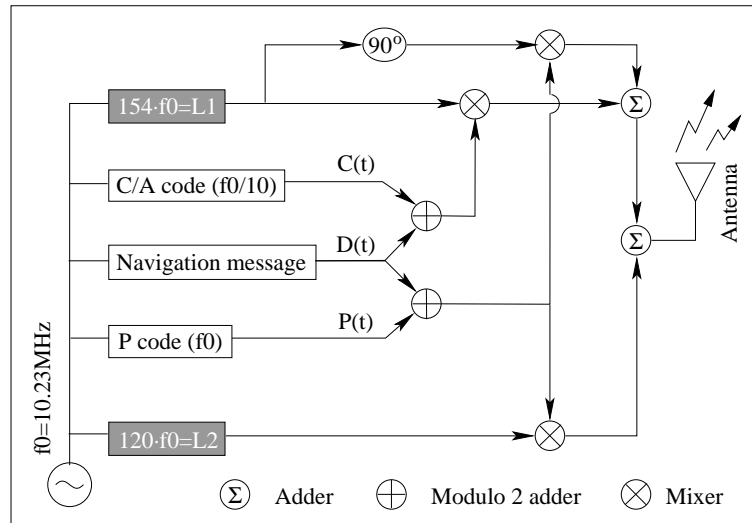 90º
154·f0=L1
C/A code (f0/10)
C(t)
Σ
Navigation message
D(t)
Σ
Antenna
P code (f0)
P(t)
f0=10.23MHz
120·f0=L2
Σ Adder
Modulo 2 adder
Mixer